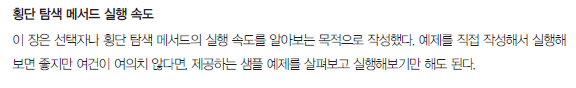 횡단 탐색 메서드 실행 속도
이 장은 선택자나 횡단 탐색 메서드의 실행 속도를 알아보는 목적으로 작성했다. 예제를 직접 작성해서 실행해
보면 좋지만 여건이 여의치 않다면, 제공하는 샘플 예제를 살펴보고 실행해보기만 해도 된다.